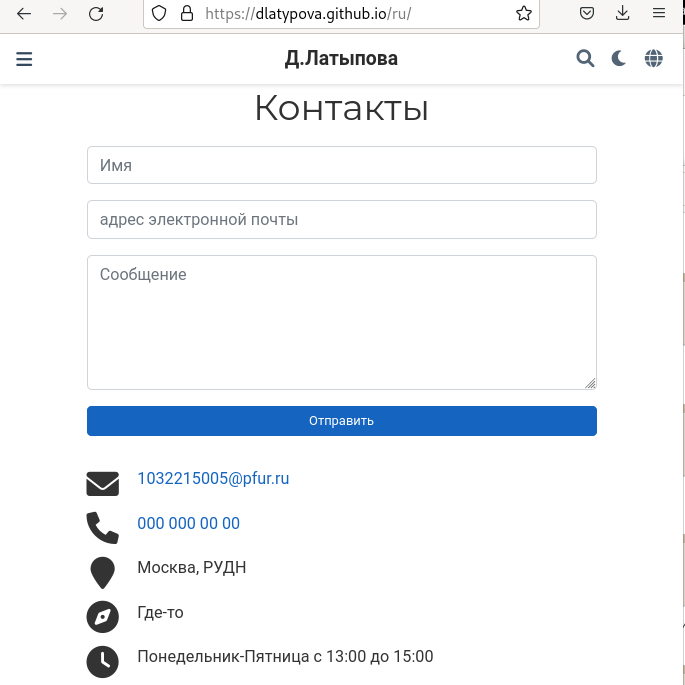 https://dlatypova.github.io/ru/
Д.Латыпова
Контакты
Имя
адрес электронной почты
Сообщение
Отправить
1032215005@pfur.ru
000 000 00 00
Москва, РУДН
Где-то
Понедельник-Пятница с 13:00 до 15:00